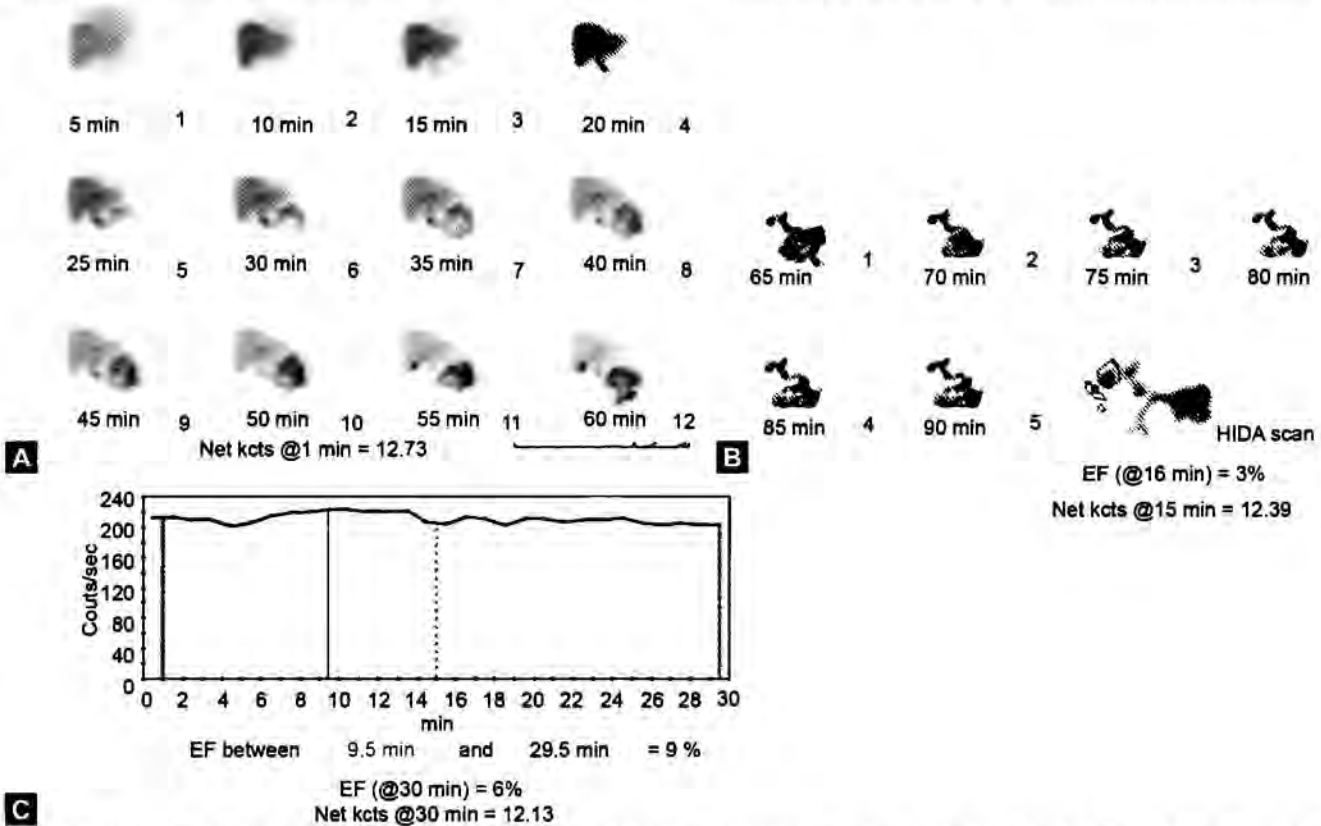 5 min 1 10 min 2 15 min 3 20 min 4
25 min 5 30 min 6 35 min 7 40 min 8
45 min 9 50 min 10 55 min 11 60 min 12
A
Net kcts @1 min = 12.73
65 min 1 70 min 2 75 min 3 80 min
85 min 4 90 min 5
HIDA scan
B
EF (@16 min) = 3%
Net kcts @15 min = 12.39
240
200
160
120
80
40
0
Couts/sec
0 2 4 6 8 10 12 14 16 18 20 22 24 26 28 30
min
EF between 9.5 min and 29.5 min = 9 %
EF (@30 min) = 6%
Net kcts @30 min = 12.13
C